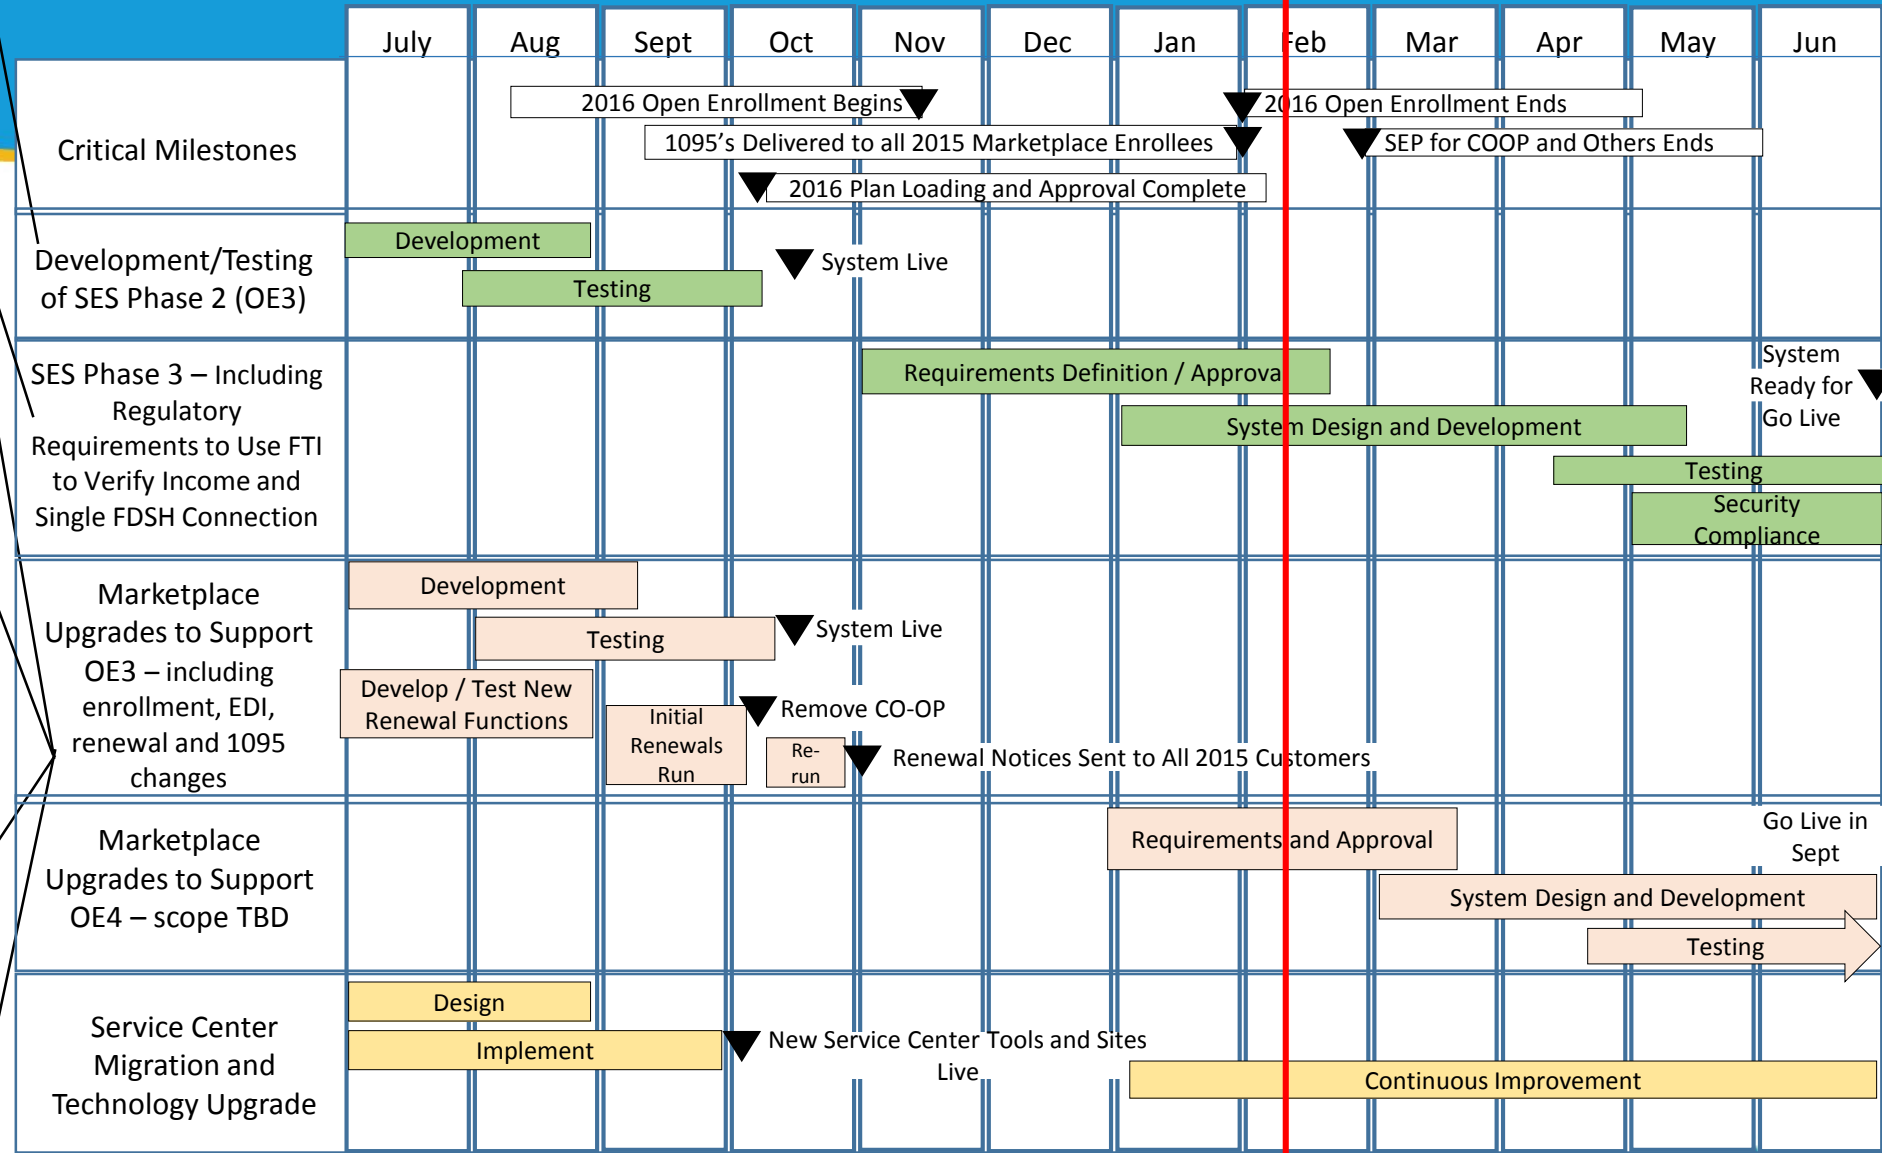 July Aug Sept Oct Nov Dec Jan Feb Mar Apr May Jun
Critical Milestones
2016 Open Enrollment Begins
2016 Open Enrollment Ends
1095's Delivered to all 2015 Marketplace Enrollees
SEP for COOP and Others Ends
2016 Plan Loading and Approval Complete
Development/Testing
of SES Phase 2 (OE3)
Development
System Live
Testing
SES Phase 3 – Including
Regulatory
Requirements to Use FTI
to Verify Income and
Single FDSH Connection
Requirements Definition / Approval
System
Ready for
Go Live
System Design and Development
Testing
Security
Compliance
Marketplace
Upgrades to Support
OE3 – including
enrollment, EDI,
renewal and 1095
changes
Development
Testing
System Live
Develop / Test New
Renewal Functions
Initial
Renewals
Run
Remove CO-OP
Re-
run
Renewal Notices Sent to All 2015 Customers
Marketplace
Upgrades to Support
OE4 – scope TBD
Requirements and Approval
Go Live in
Sept
System Design and Development
Testing
Service Center
Migration and
Technology Upgrade
Design
Implement
New Service Center Tools and Sites
Live
Continuous Improvement